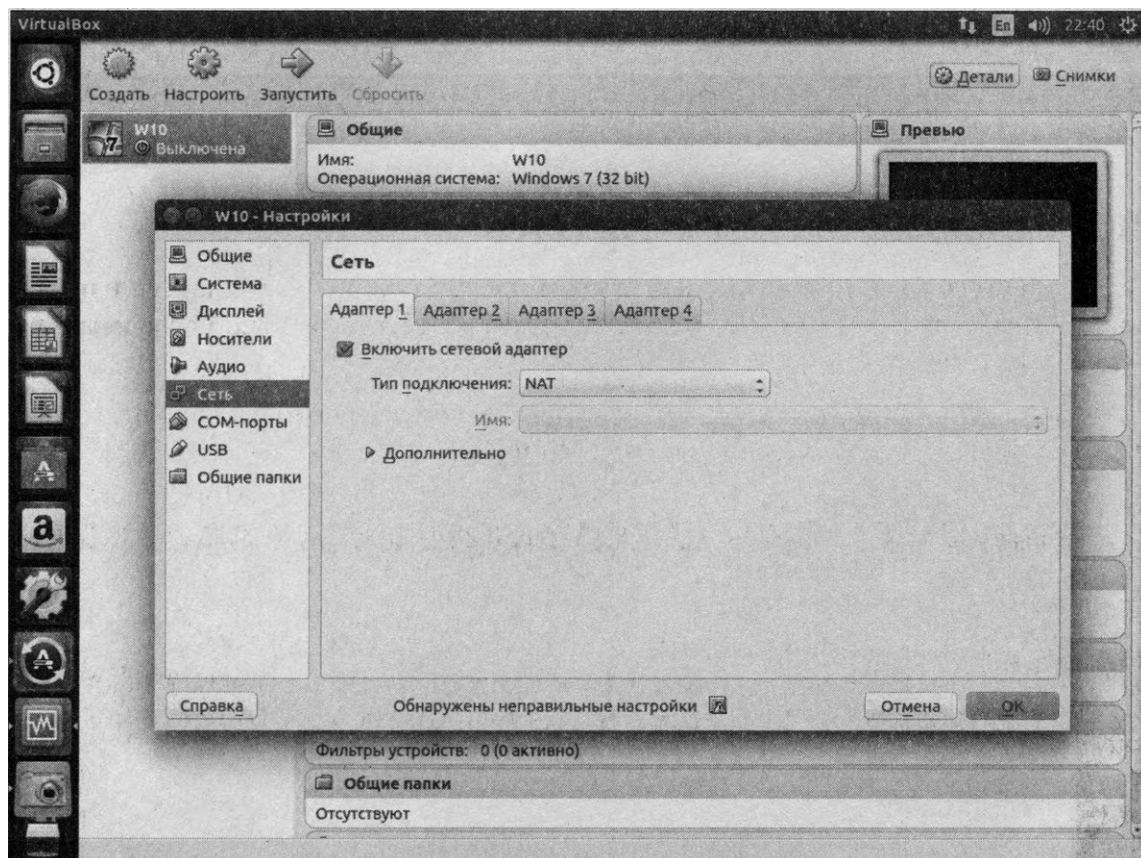 VirtualBox
En 22:40
Создать Настроить Запустить Сбросить
Детали Снимки
W10
Выключена
Общие
Имя: W10
Операционная система: Windows 7 (32 bit)
Превью
W10 - Настройки
Общие
Система
Дисплей
Носители
Аудио
Сеть
COM-порты
USB
Общие папки
Сеть
Адаптер 1 Адаптер 2 Адаптер 3 Адаптер 4
Включить сетевой адаптер
Тип подключения: NAT
Имя:
Дополнительно
Справка
Обнаружены неправильные настройки
Отмена OK
Фильтры устройств: 0 (0 активно)
Общие папки
Отсутствуют